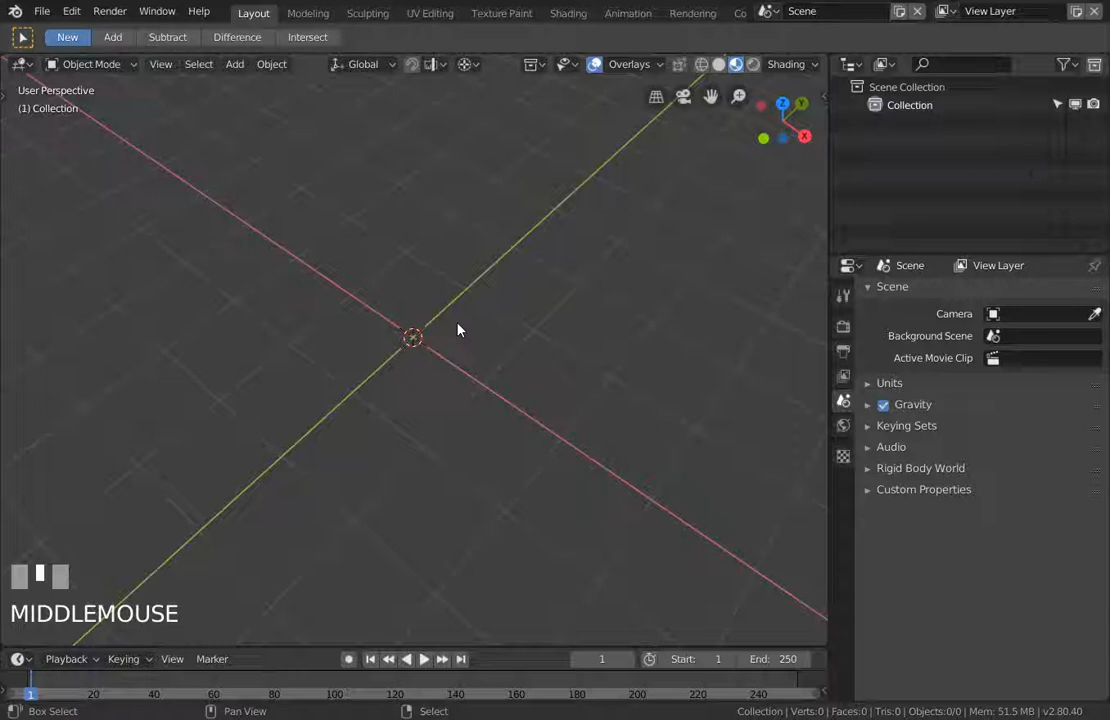 File Edit Render Window Help Layout Modeling Sculpting UV Editing Texture Paint Shading Animation Rendering Co Scene View Layer
New Add Subtract Difference Intersect
Object Mode View Select Add Object Global Overlays Shading
User Perspective
(1) Collection
Z
Y
X
Scene Collection
Collection
Scene View Layer
Scene
Camera
Background Scene
Active Movie Clip
Units
Gravity
Keying Sets
Audio
Rigid Body World
Custom Properties
MIDDLEMOUSE
Playback Keying View Marker 1 Start: 1 End: 250
1 20 40 60 80 100 120 140 160 180 200 220 240
Box Select Pan View Select Collection | Verts:0 | Faces:0 | Tris:0 | Objects:0/0 | Mem: 51.5 MB | v2.80.40